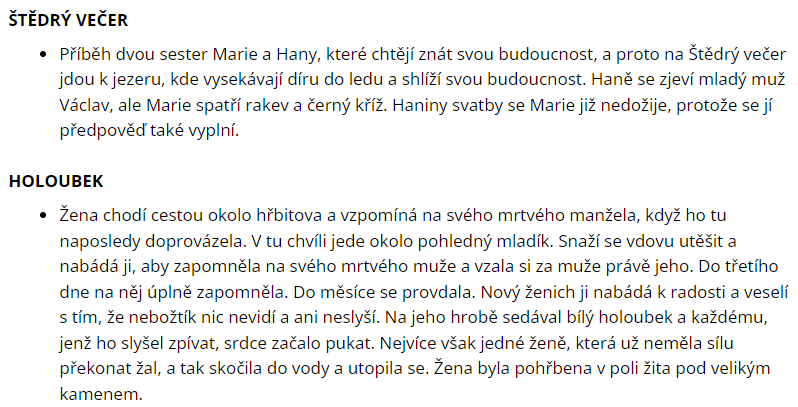 ŠTĚDRÝ VEČER
• Příběh dvou sester Marie a Hany, které chtějí znát svou budoucnost, a proto na Štědrý večer
jdou k jezeru, kde vysekávají díru do ledu a shlíží svou budoucnost. Haně se zjeví mladý muž
Václav, ale Marie spatří rakev a černý kříž. Haniny svatby se Marie již nedožije, protože se jí
předpověď také vyplní.
HOLOUBEK
• Žena chodí cestou okolo hřbitova a vzpomíná na svého mrtvého manžela, když ho tu
naposledy doprovázela. V tu chvíli jede okolo pohledný mladík. Snaží se vdovu utěšit a
nabádá ji, aby zapomněla na svého mrtvého muže a vzala si za muže právě jeho. Do třetího
dne na něj úplně zapomněla. Do měsíce se provdala. Nový ženich ji nabádá k radosti a veselí
s tím, že nebožtík nic nevidí a ani neslyší. Na jeho hrobě sedával bílý holoubek a každému,
jenž ho slyšel zpívat, srdce začalo pukat. Nejvíce však jedné ženě, která už neměla sílu
překonat žal, a tak skočila do vody a utopila se. Žena byla pohřbena v poli žita pod velikým
kamenem.